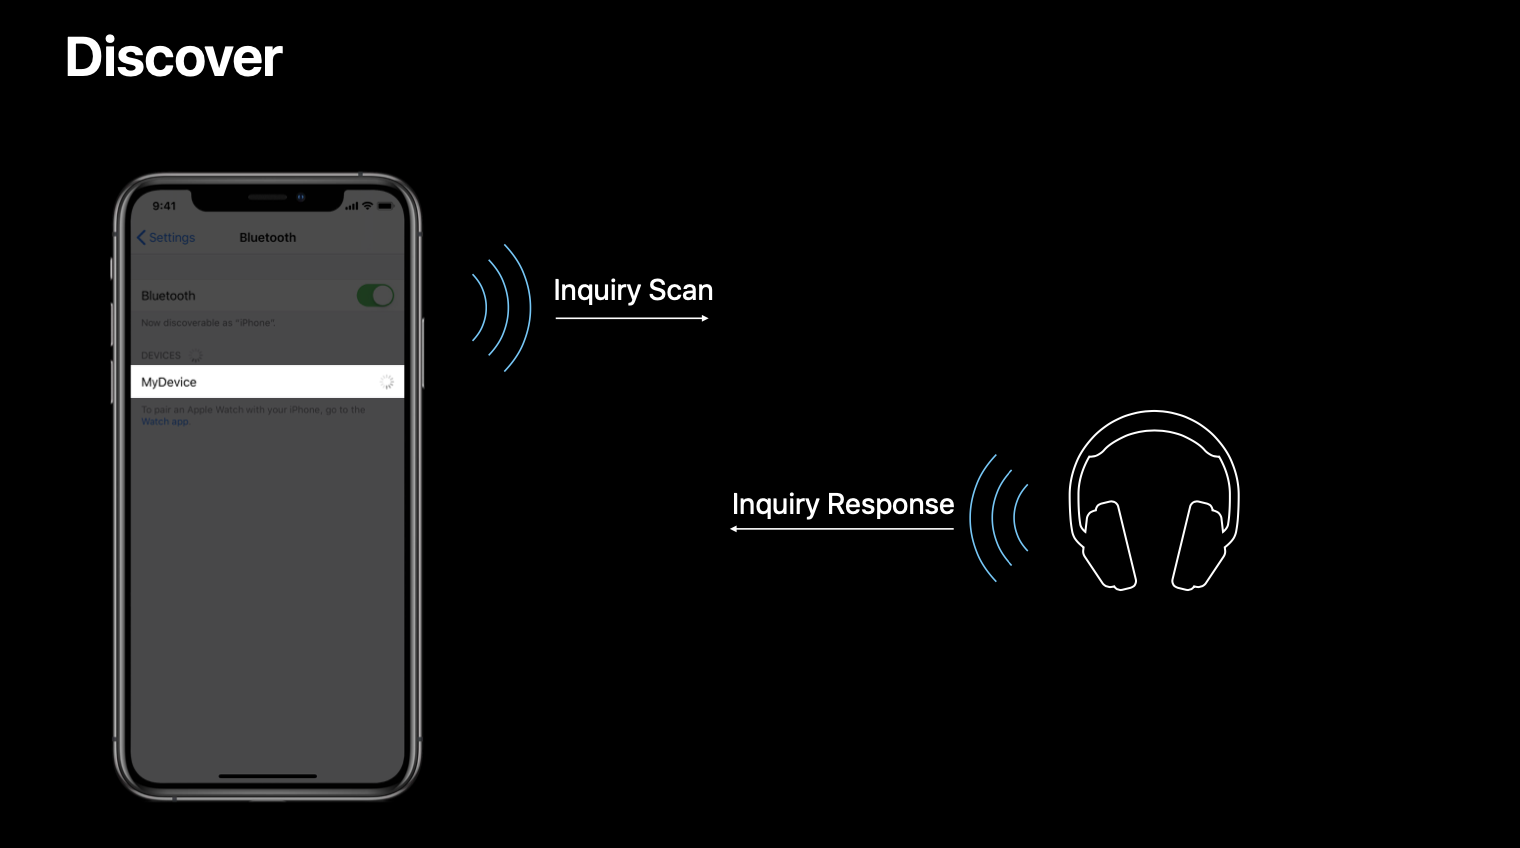 Discover
9:41
Settings
Bluetooth
Bluetooth
Now discoverable as "iPhone".
DEVICES
MyDevice
To pair an Apple Watch with your iPhone, go to the
Watch app.
Inquiry Scan
Inquiry Response